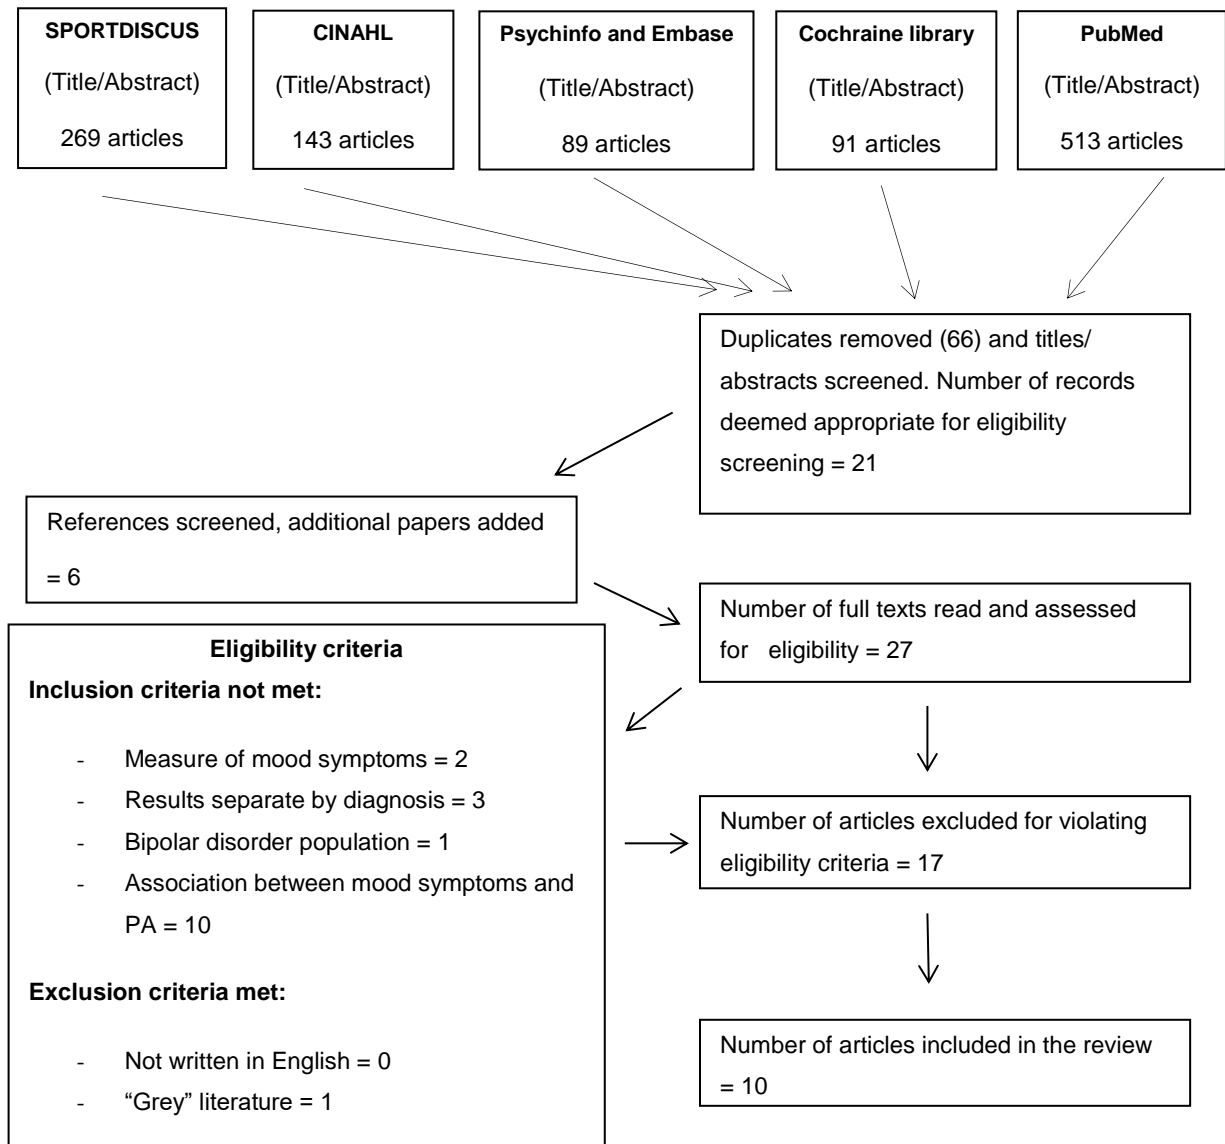 SPORTDISCUS
(Title/Abstract)
269 articles
CINAHL
(Title/Abstract)
143 articles
Psychinfo and Embase
(Title/Abstract)
89 articles
Cochraine library
(Title/Abstract)
91 articles
PubMed
(Title/Abstract)
513 articles
Duplicates removed (66) and titles/
abstracts screened. Number of records
deemed appropriate for eligibility
screening = 21
References screened, additional papers added
= 6
Number of full texts read and assessed
for eligibility = 27
Eligibility criteria
Inclusion criteria not met:
- Measure of mood symptoms = 2
- Results separate by diagnosis = 3
- Bipolar disorder population = 1
- Association between mood symptoms and
PA = 10
Exclusion criteria met:
- Not written in English = 0
- “Grey” literature = 1
Number of articles excluded for violating
eligibility criteria = 17
Number of articles included in the review
= 10